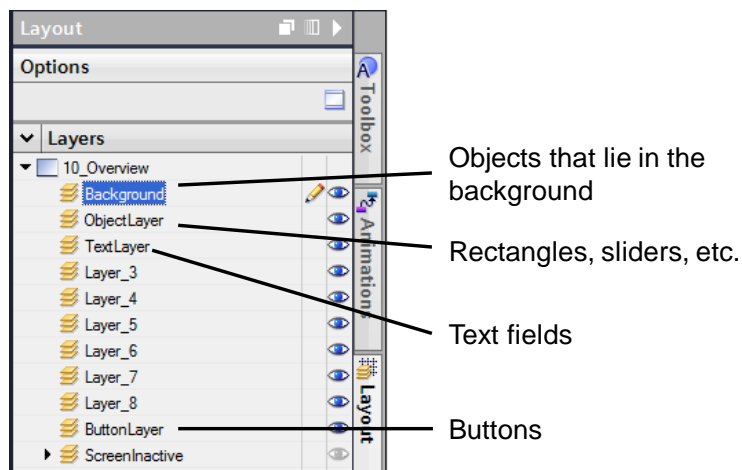 Layout
Options
Layers
10_Overview
Background
ObjectLayer
TextLayer
Layer_3
Layer_4
Layer_5
Layer_6
Layer_7
Layer_8
ButtonLayer
ScreenInactive
Toolbox
Animations
Layout
Objects that lie in the
background
Rectangles, sliders, etc.
Text fields
Buttons